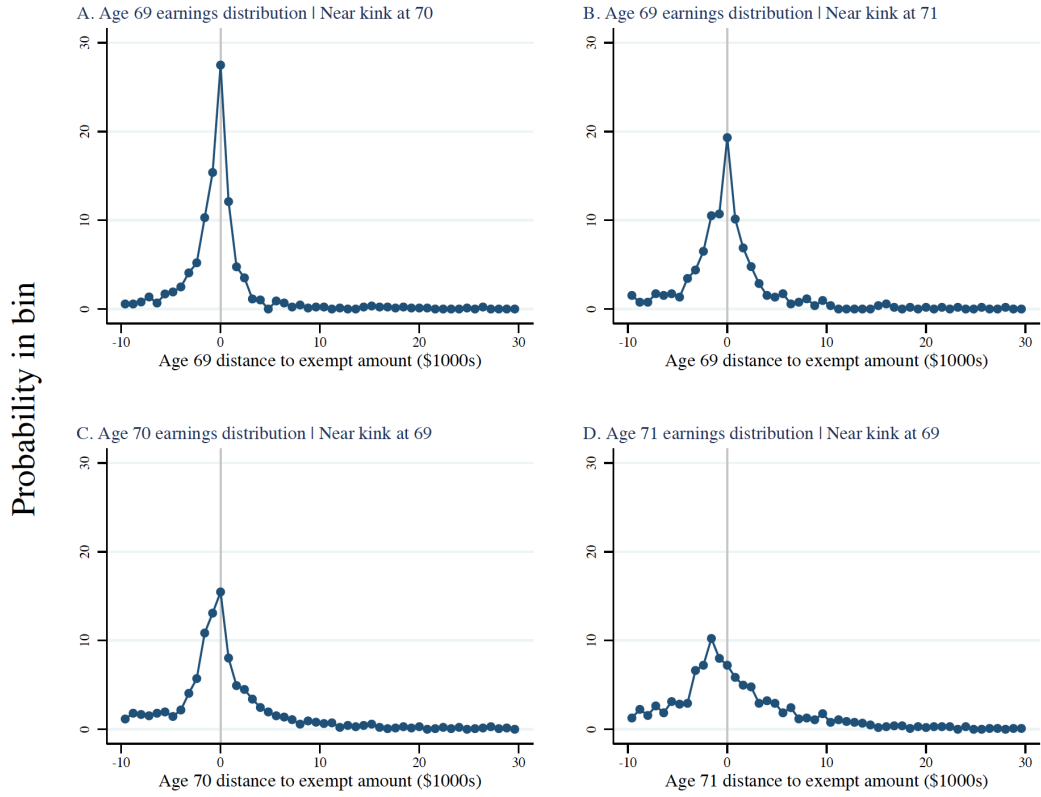 A. Age 69 earnings distribution | Near kink at 70
30
20
10
0
-10 0 10 20 30
Age 69 distance to exempt amount ($1000s)
B. Age 69 earnings distribution | Near kink at 71
30
20
10
0
-10 0 10 20 30
Age 69 distance to exempt amount ($1000s)
Probability in bin
C. Age 70 earnings distribution | Near kink at 69
30
20
10
0
-10 0 10 20 30
Age 70 distance to exempt amount ($1000s)
D. Age 71 earnings distribution | Near kink at 69
30
20
10
0
-10 0 10 20 30
Age 71 distance to exempt amount ($1000s)